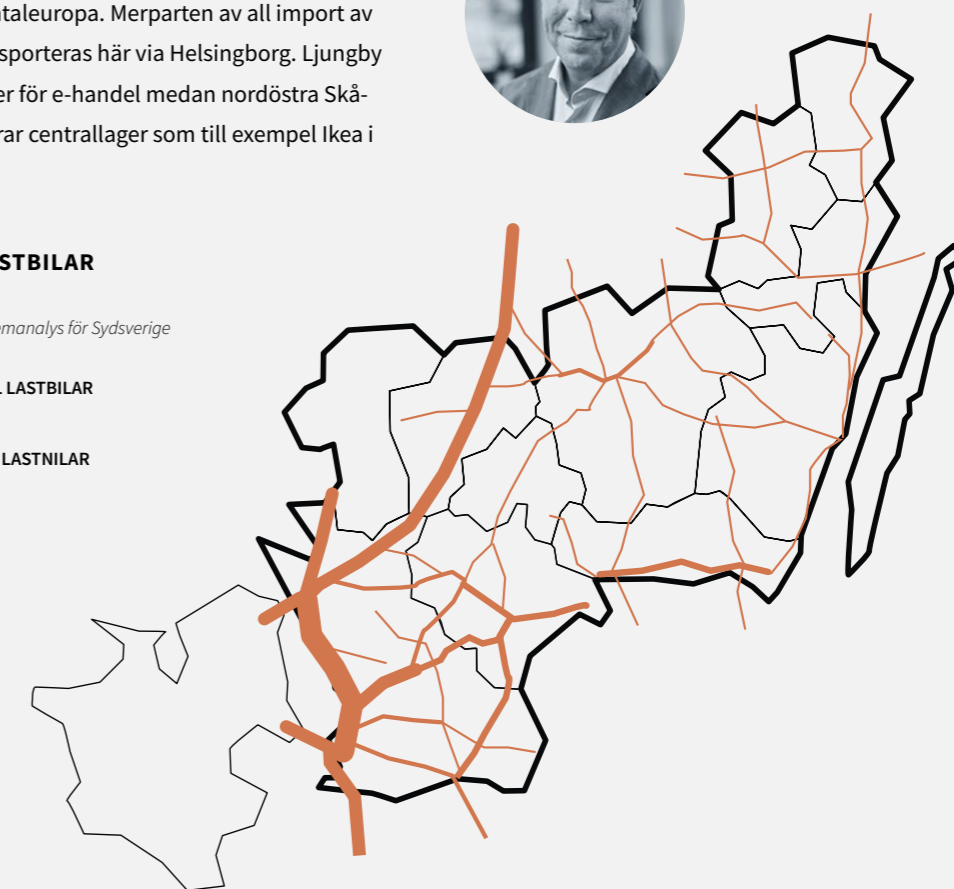 ntaleuropa. Merparten av all import av
sporteras här via Helsingborg. Ljungby
er för e-handel medan nordöstra Skå-
rar centrallager som till exempel Ikea i
STBILAR
manalys för Sydsverige
LASTBILAR
LASTNILAR